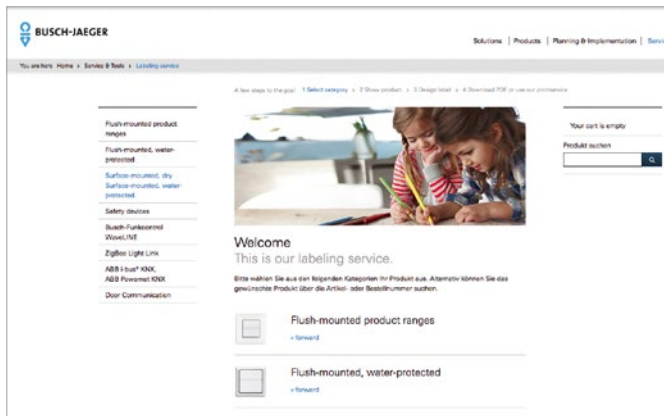 BUSCH-JAEGER
Solutions | Products | Planning & Implementation | Servi
You are here: Home › Service & Tools › Labeling service
A few steps to the goal: 1 Select category › 2 Show product › 3 Design label › 4 Download PDF or use our printservice
Flush-mounted product
ranges
Flush-mounted, water-
protected
Surface-mounted, dry
Surface-mounted, water-
protected
Safety devices
Busch-Funkcontrol
WaveLINE
ZigBee Light Link
ABB i-bus® KNX,
ABB Powernet KNX
Door Communication
Your cart is empty
Produkt suchen
Welcome
This is our labeling service.
Bitte wählen Sie aus den folgenden Kategorien Ihr Produkt aus. Alternativ können Sie das
gewünschte Produkt über die Artikel- oder Bestellnummer suchen.
Flush-mounted product ranges
› forward
Flush-mounted, water-protected
› forward